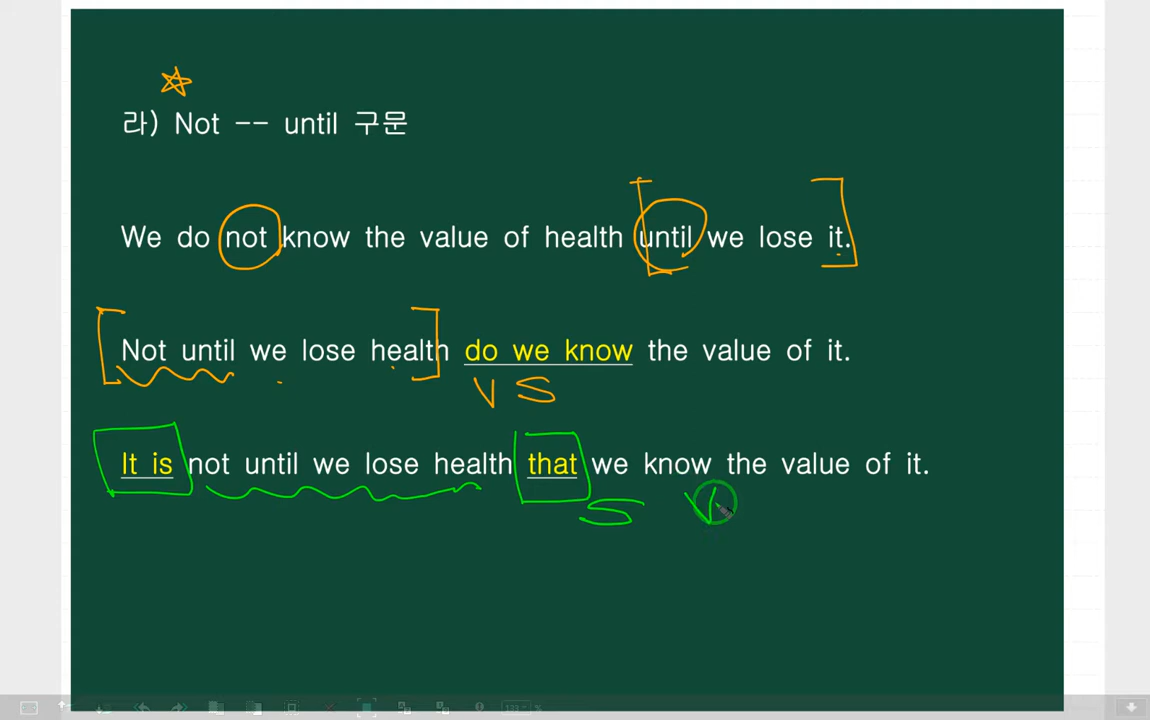 라) Not -- until 구문
We do not know the value of health until we lose it.
Not until we lose health do we know the value of it.
V S
It is not until we lose health that we know the value of it.
S V
133 %